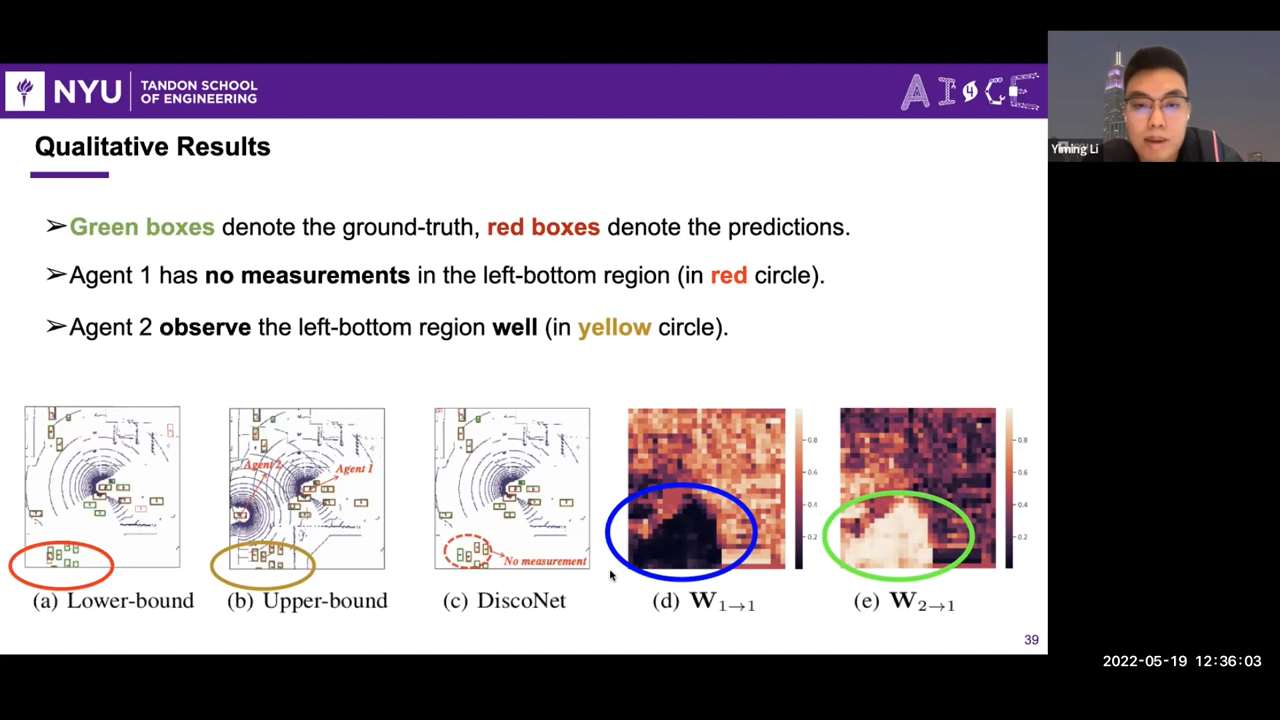 NYU
TANDON SCHOOL
OF ENGINEERING
AI4CE
Yiming Li
Qualitative Results
➢Green boxes denote the ground-truth, red boxes denote the predictions.
➢Agent 1 has no measurements in the left-bottom region (in red circle).
➢Agent 2 observe the left-bottom region well (in yellow circle).
Agent 2
Agent 1
No measurement
0.8
0.6
0.4
0.2
0.8
0.6
0.4
0.2
(a) Lower-bound
(b) Upper-bound
(c) DiscoNet
(d) W1→1
(e) W2→1
39
2022-05-19 12:36:03